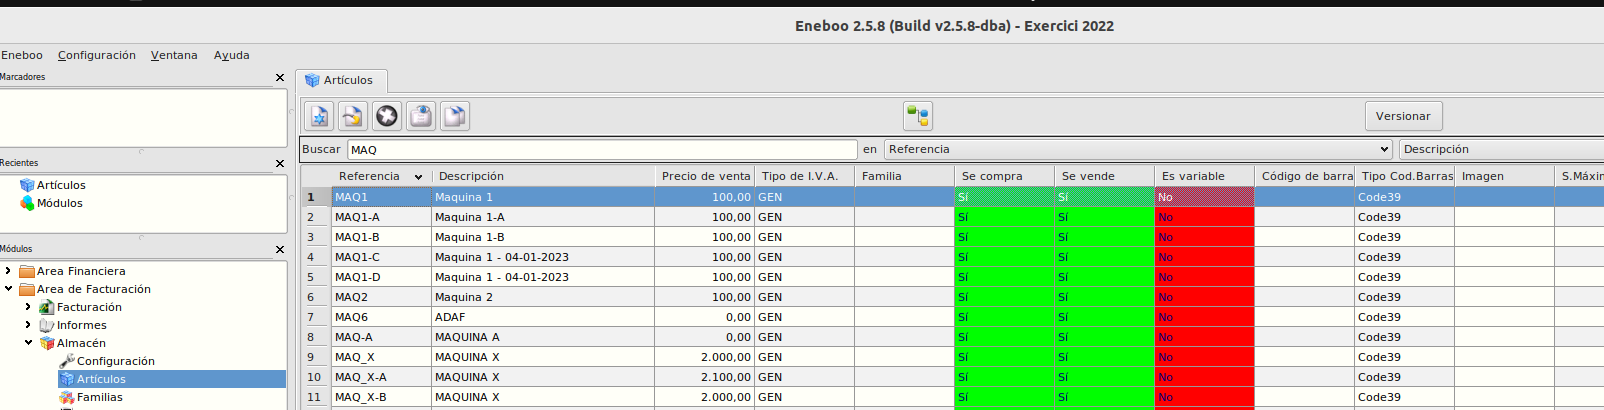 Eneboo 2.5.8 (Build v2.5.8-dba) - Exercici 2022
Eneboo Configuración Ventana Ayuda
Marcadores
Artículos
Versionar
Buscar MAQ en Referencia Descripción
Recientes
Artículos
Módulos
Referencia Descripción Precio de venta Tipo de I.V.A. Familia Se compra Se vende Es variable Código de barra Tipo Cod.Barras Imagen S.Máxin
1 MAQ1 Maquina 1 100,00 GEN Sí Sí No Code39
2 MAQ1-A Maquina 1-A 100,00 GEN Sí Sí No Code39
3 MAQ1-B Maquina 1-B 100,00 GEN Sí Sí No Code39
4 MAQ1-C Maquina 1 - 04-01-2023 100,00 GEN Sí Sí No Code39
5 MAQ1-D Maquina 1 - 04-01-2023 100,00 GEN Sí Sí No Code39
6 MAQ2 Maquina 2 100,00 GEN Sí Sí No Code39
7 MAQ6 ADAF 0,00 GEN Sí Sí No Code39
8 MAQ-A MAQUINA A 0,00 GEN Sí Sí No Code39
9 MAQ_X MAQUINA X 2.000,00 GEN Sí Sí No Code39
10 MAQ_X-A MAQUINA X 2.100,00 GEN Sí Sí No Code39
11 MAQ_X-B MAQUINA X 2.000,00 GEN Sí Sí No Code39
Módulos
Area Financiera
Area de Facturación
Facturación
Informes
Almacén
Configuración
Artículos
Familias